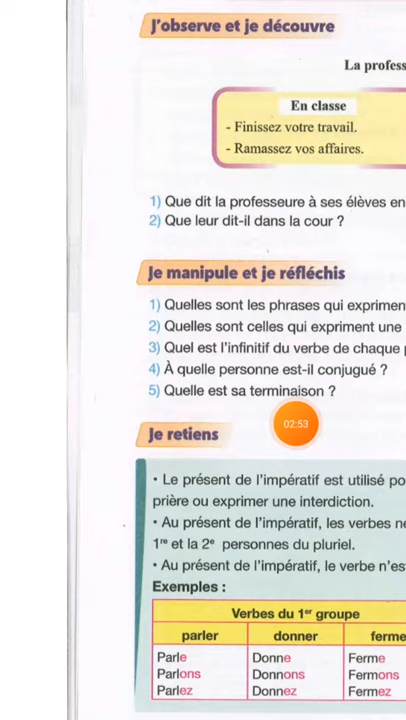 J'observe et je découvre
La profess
En classe
- Finissez votre travail.
- Ramassez vos affaires.
1) Que dit la professeure à ses élèves en
2) Que leur dit-il dans la cour ?
Je manipule et je réfléchis
1) Quelles sont les phrases qui exprimen
2) Quelles sont celles qui expriment une
3) Quel est l'infinitif du verbe de chaque p
4) À quelle personne est-il conjugué ?
5) Quelle est sa terminaison ?
02:53
Je retiens
• Le présent de l'impératif est utilisé po
prière ou exprimer une interdiction.
• Au présent de l'impératif, les verbes ne
1re et la 2e personnes du pluriel.
• Au présent de l'impératif, le verbe n'es
Exemples :
Verbes du 1er groupe
parler donner ferme
Parle Donne Ferme
Parlons Donnons Fermons
Parlez Donnez Fermez